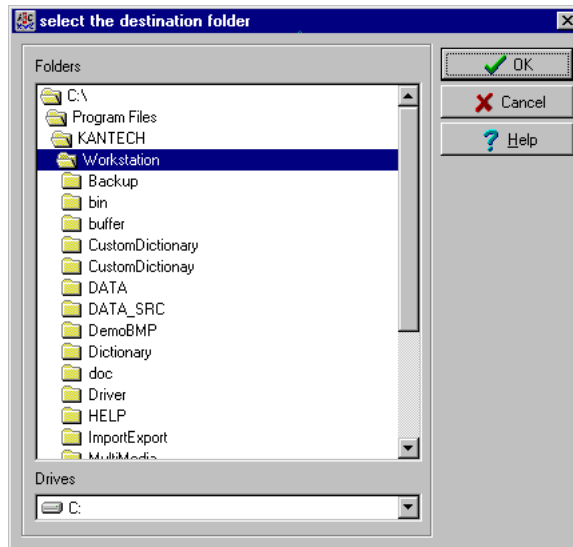 select the destination folder
Folders
C:\
Program Files
KANTECH
Workstation
Backup
bin
buffer
CustomDictionary
CustomDictionay
DATA
DATA_SRC
DemoBMP
Dictionary
doc
Driver
HELP
ImportExport
MultiMedia
Drives
C:
OK
Cancel
Help